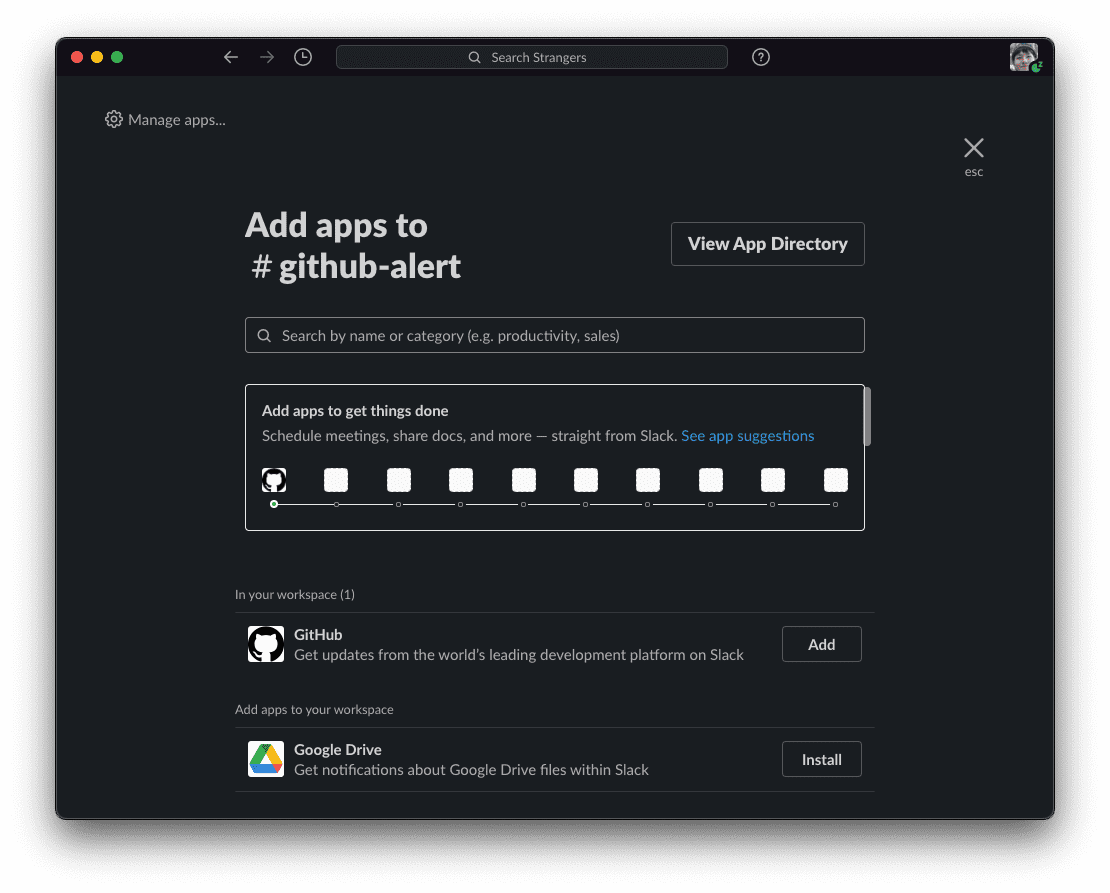 Search Strangers
Manage apps...
esc
Add apps to
# github-alert
View App Directory
Search by name or category (e.g. productivity, sales)
Add apps to get things done
Schedule meetings, share docs, and more — straight from Slack. See app suggestions
In your workspace (1)
GitHub
Get updates from the world’s leading development platform on Slack
Add
Add apps to your workspace
Google Drive
Get notifications about Google Drive files within Slack
Install